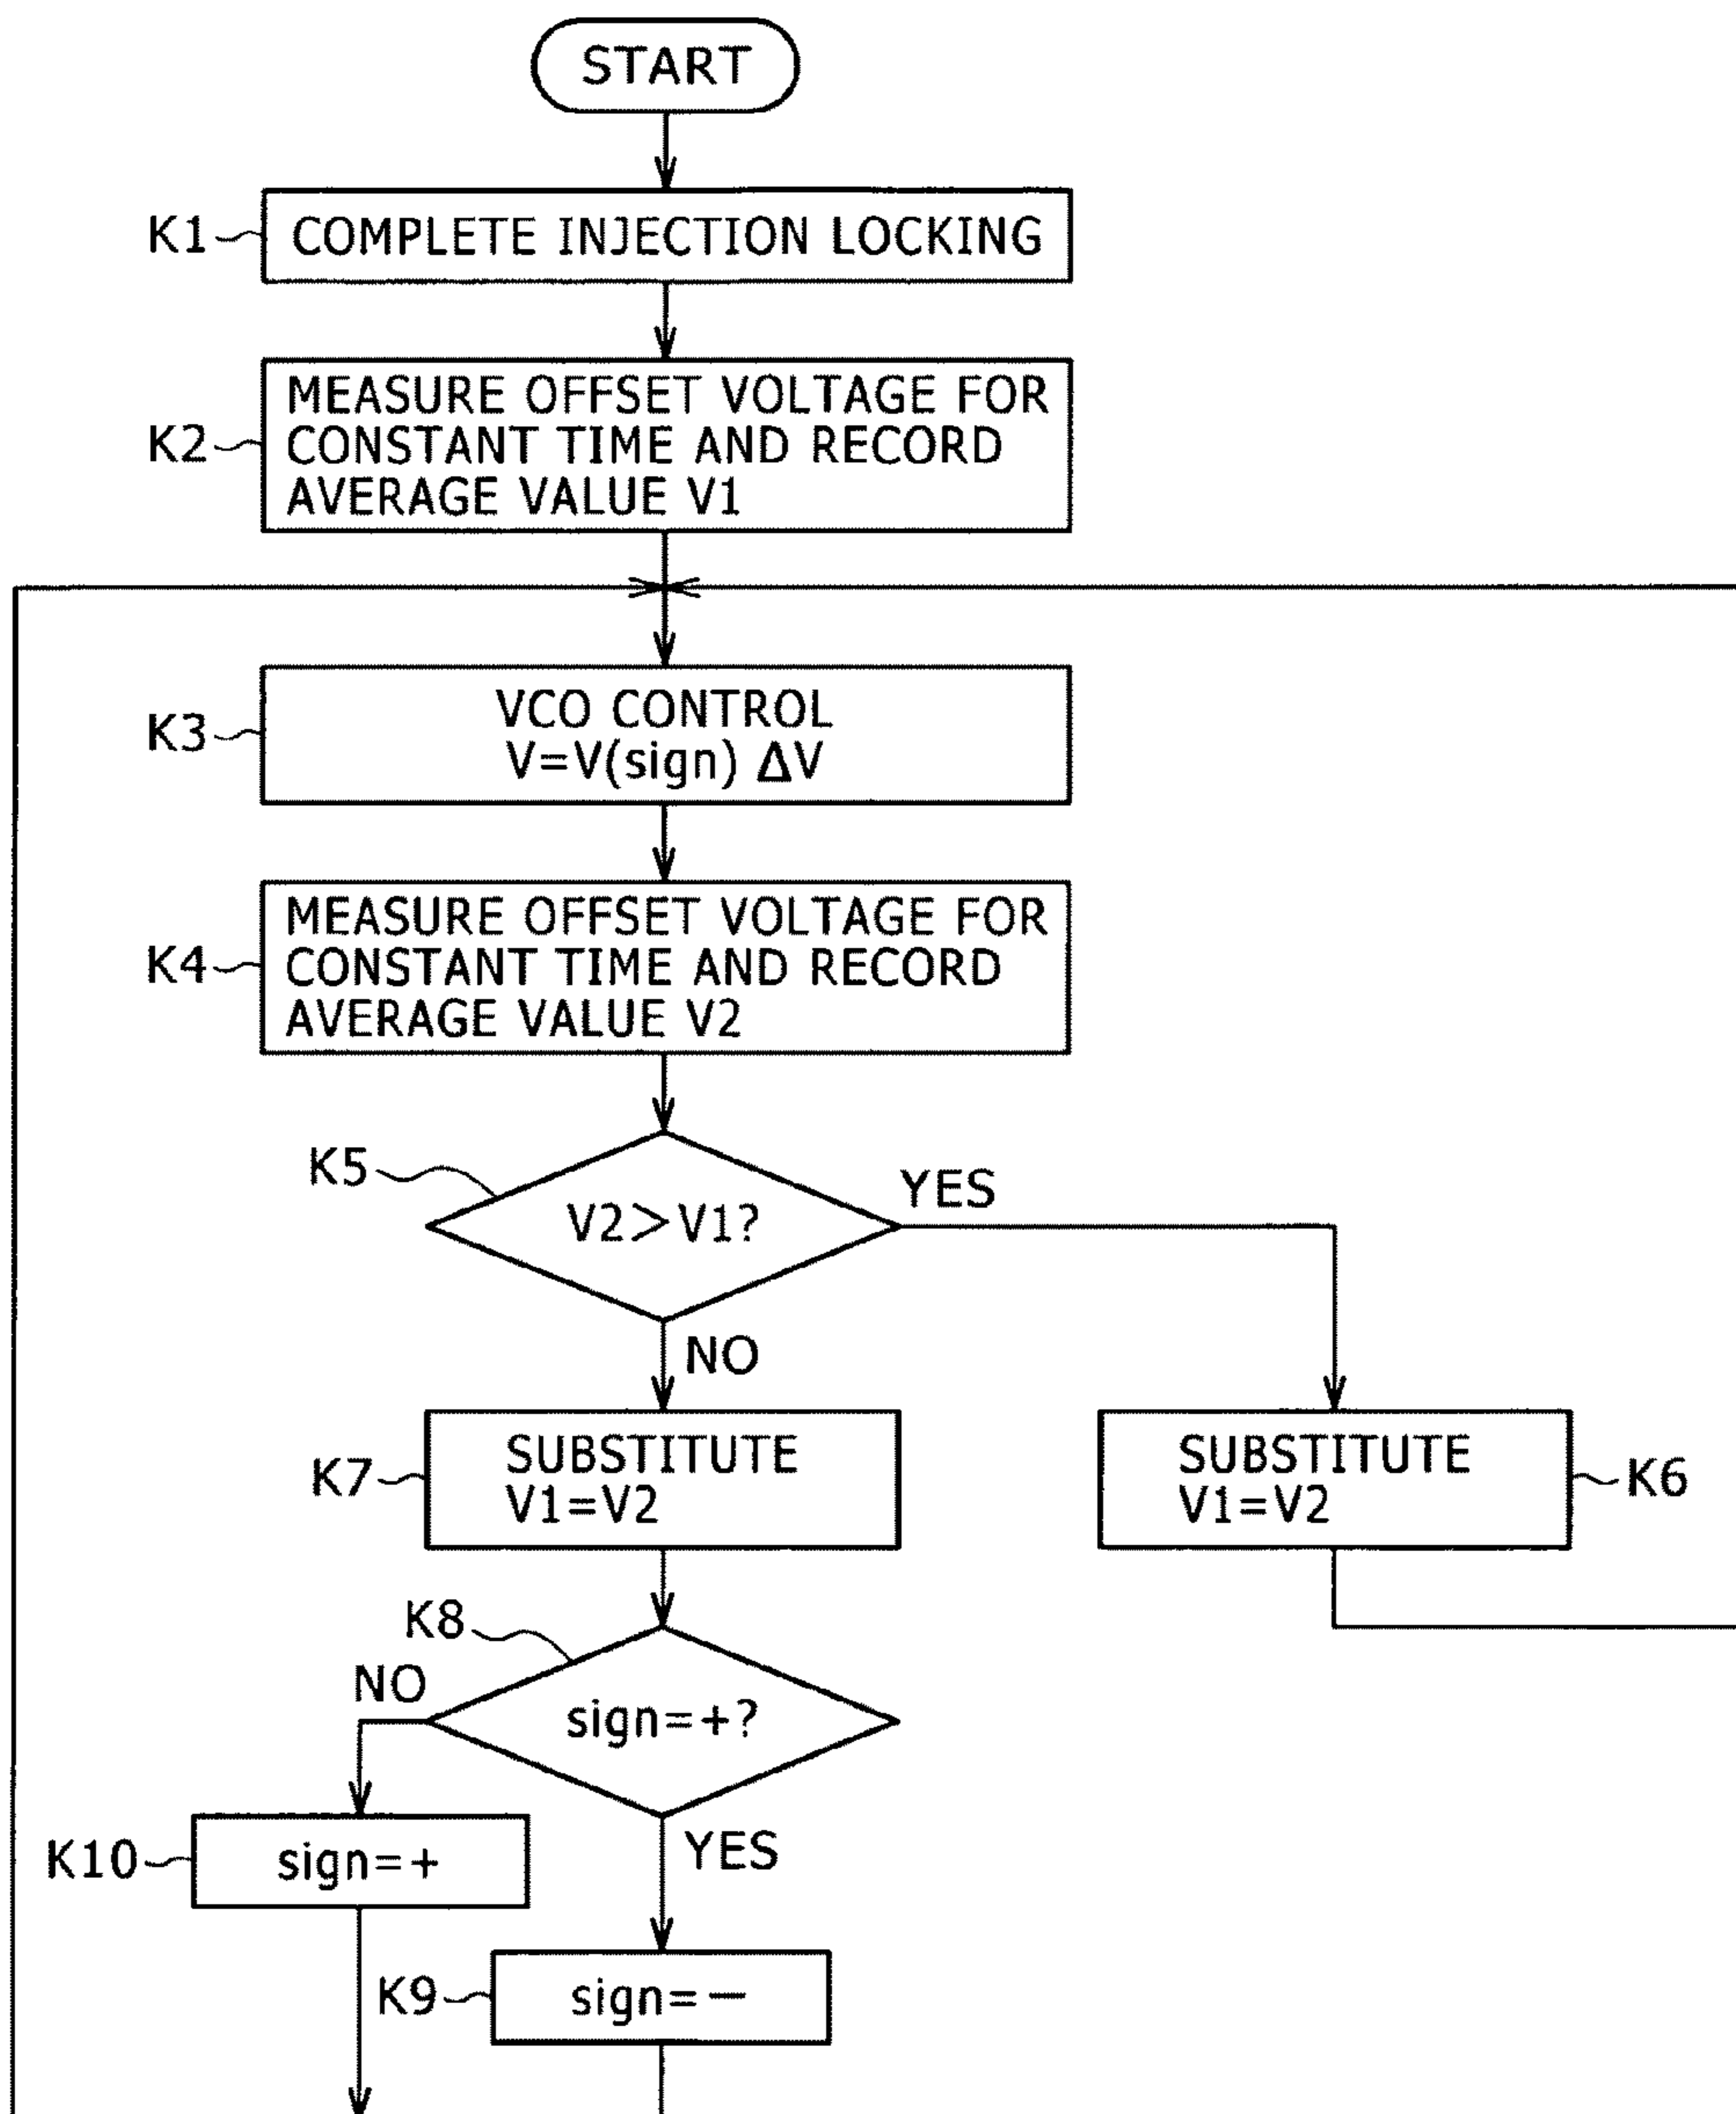 START
K1
COMPLETE INJECTION LOCKING
K2
MEASURE OFFSET VOLTAGE FOR
CONSTANT TIME AND RECORD
AVERAGE VALUE V1
K3
VCO CONTROL
V=V(sign) ΔV
K4
MEASURE OFFSET VOLTAGE FOR
CONSTANT TIME AND RECORD
AVERAGE VALUE V2
K5
V2>V1?
YES
NO
K7
SUBSTITUTE
V1=V2
SUBSTITUTE
V1=V2
K6
K8
NO
sign=+?
YES
K10
sign=+
K9
sign=−